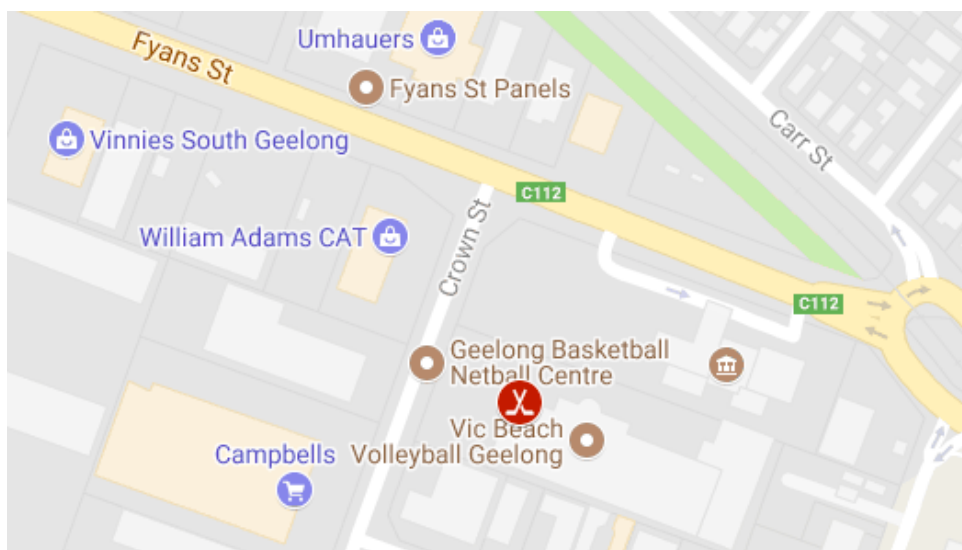 Umhauers
Fyans St
Fyans St Panels
Vinnies South Geelong
Carr St
C112
William Adams CAT
Crown St
C112
Geelong Basketball
Netball Centre
Vic Beach
Volleyball Geelong
Campbells